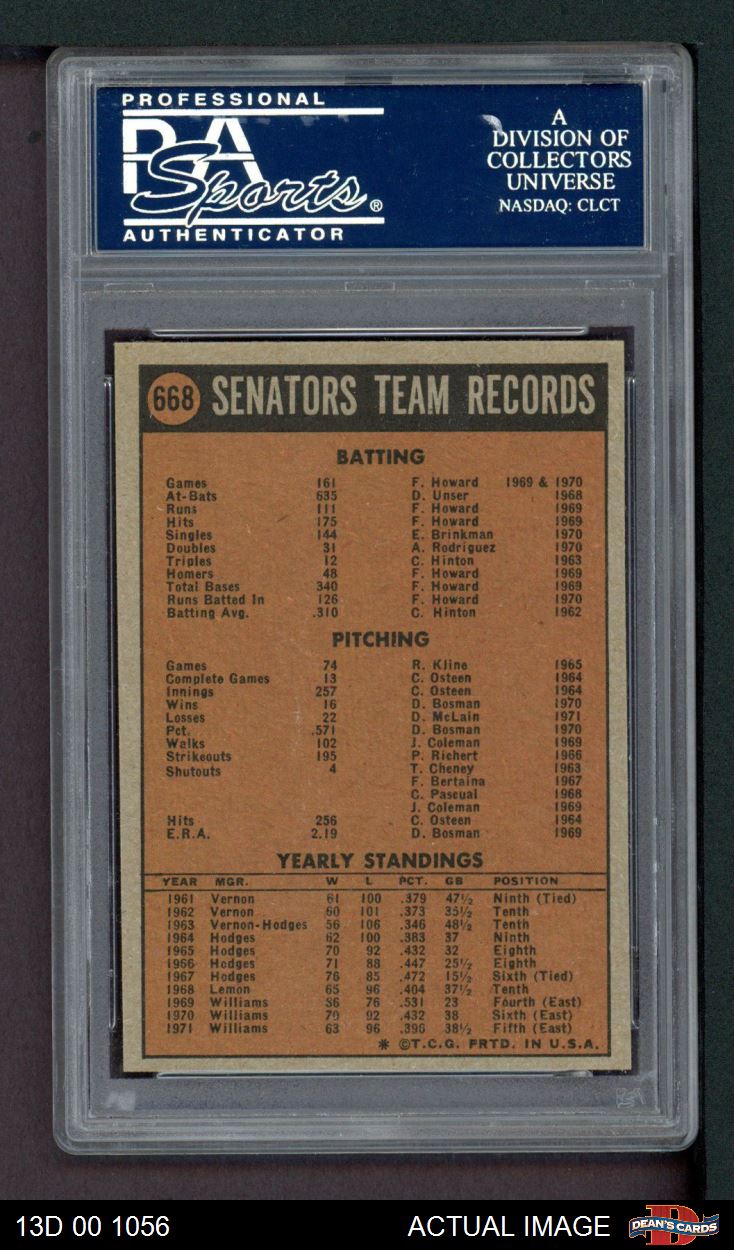 PROFESSIONAL
PSA
Sports®
AUTHENTICATOR
A
DIVISION OF
COLLECTORS
UNIVERSE
NASDAQ: CLCT
668 SENATORS TEAM RECORDS
BATTING
Games 161 F. Howard 1969 & 1970
At-Bats 635 D. Unser 1968
Runs 111 F. Howard 1969
Hits 175 F. Howard 1969
Singles 144 E. Brinkman 1970
Doubles 31 A. Rodriguez 1970
Triples 12 C. Hinton 1963
Homers 48 F. Howard 1969
Total Bases 340 F. Howard 1969
Runs Batted In 126 F. Howard 1970
Batting Avg. .310 C. Hinton 1962
PITCHING
Games 74 R. Kline 1965
Complete Games 13 C. Osteen 1964
Innings 257 C. Osteen 1964
Wins 16 D. Bosman 1970
Losses 22 D. McLain 1971
Pct. .571 D. Bosman 1970
Walks 102 J. Coleman 1969
Strikeouts 195 P. Richert 1966
Shutouts 4 T. Cheney 1963
F. Bertaina 1967
C. Pascual 1968
J. Coleman 1969
Hits 256 C. Osteen 1964
E.R.A. 2.19 D. Bosman 1969
YEARLY STANDINGS
YEAR MGR. W L PCT. GB POSITION
1961 Vernon 61 100 .379 47½ Ninth (Tied)
1962 Vernon 60 101 .373 35½ Tenth
1963 Vernon-Hodges 56 106 .346 48½ Tenth
1964 Hodges 62 100 .383 37 Ninth
1965 Hodges 70 92 .432 32 Eighth
1966 Hodges 71 88 .447 25½ Eighth
1967 Hodges 76 85 .472 15½ Sixth (Tied)
1968 Lemon 65 96 .404 37½ Tenth
1969 Williams 86 76 .531 23 Fourth (East)
1970 Williams 70 92 .432 38 Sixth (East)
1971 Williams 63 96 .396 38½ Fifth (East)
* ©T.C.G. PRTD. IN U.S.A.
13D 00 1056 ACTUAL IMAGE
DEAN'S CARDS